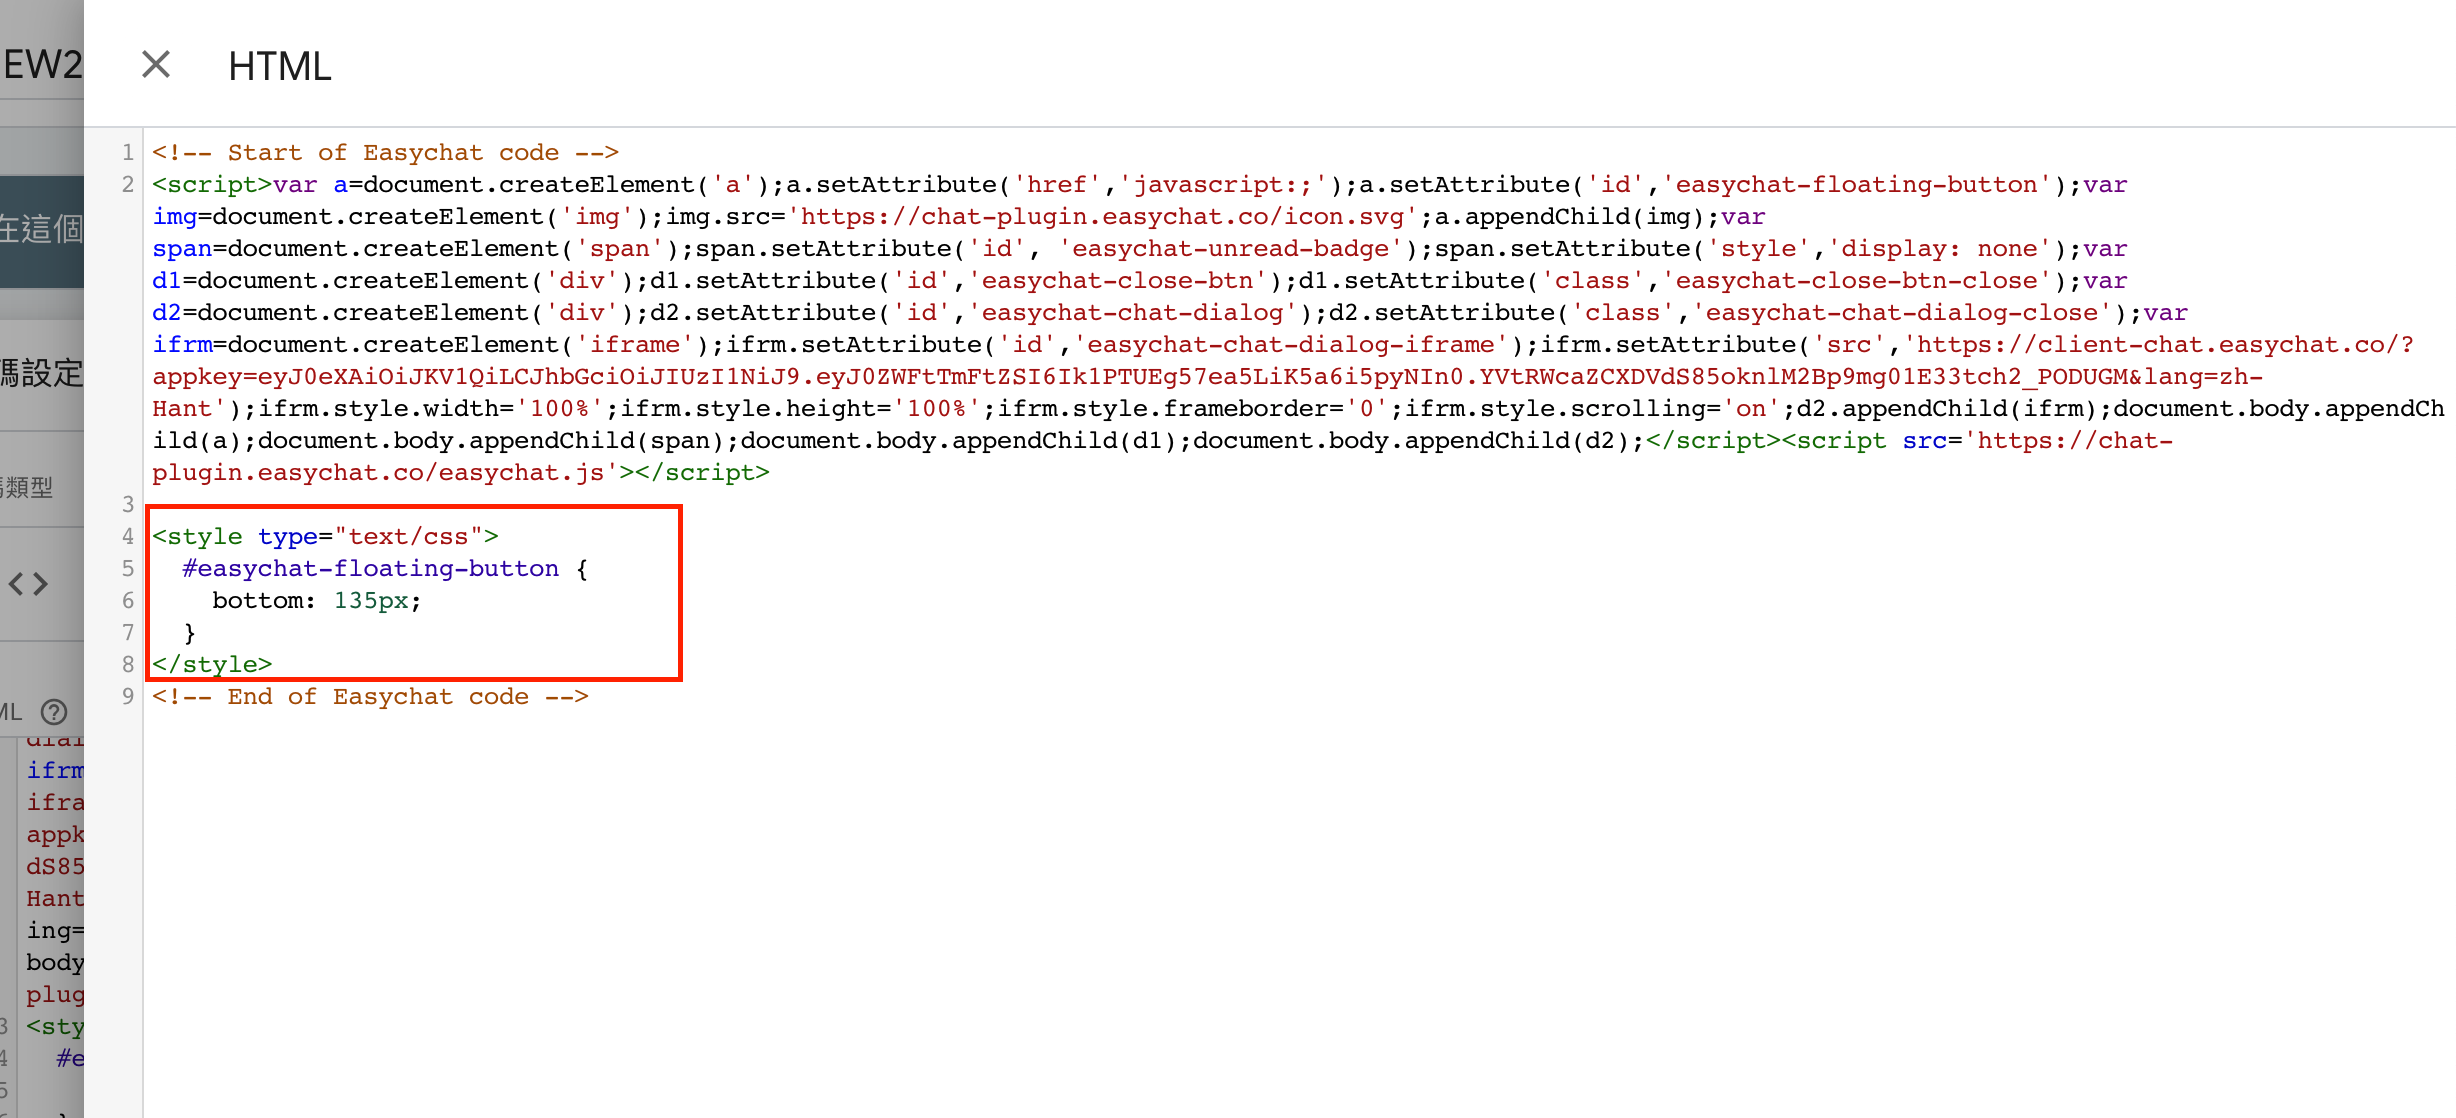 EW2
HTML
在這個
碼設定
類型
ML
1 <!-- Start of Easychat code -->
2 <script>var a=document.createElement('a');a.setAttribute('href','javascript:;');a.setAttribute('id','easychat-floating-button');var
img=document.createElement('img');img.src='https://chat-plugin.easychat.co/icon.svg';a.appendChild(img);var
span=document.createElement('span');span.setAttribute('id', 'easychat-unread-badge');span.setAttribute('style','display: none');var
d1=document.createElement('div');d1.setAttribute('id','easychat-close-btn');d1.setAttribute('class','easychat-close-btn-close');var
d2=document.createElement('div');d2.setAttribute('id','easychat-chat-dialog');d2.setAttribute('class','easychat-chat-dialog-close');var
ifrm=document.createElement('iframe');ifrm.setAttribute('id','easychat-chat-dialog-iframe');ifrm.setAttribute('src','https://client-chat.easychat.co/?
appkey=eyJ0eXAiOiJKV1QiLCJhbGciOiJIUzI1NiJ9.eyJ0ZWFtTmFtZSI6Ik1PTUEg57ea5LiK5a6i5pyNIn0.YVtRWcaZCXDVdS85oknlM2Bp9mg01E33tch2_PODUGM&lang=zh-
Hant');ifrm.style.width='100%';ifrm.style.height='100%';ifrm.style.frameborder='0';ifrm.style.scrolling='on';d2.appendChild(ifrm);document.body.appendCh
ild(a);document.body.appendChild(span);document.body.appendChild(d1);document.body.appendChild(d2);</script><script src='https://chat-
plugin.easychat.co/easychat.js'></script>
3
4 <style type="text/css">
5 #easychat-floating-button {
6 bottom: 135px;
7 }
8 </style>
9 <!-- End of Easychat code -->
ifrm
ifra
appk
dS85
Hant
ing=
body
plug
3 <sty
4 #e
5